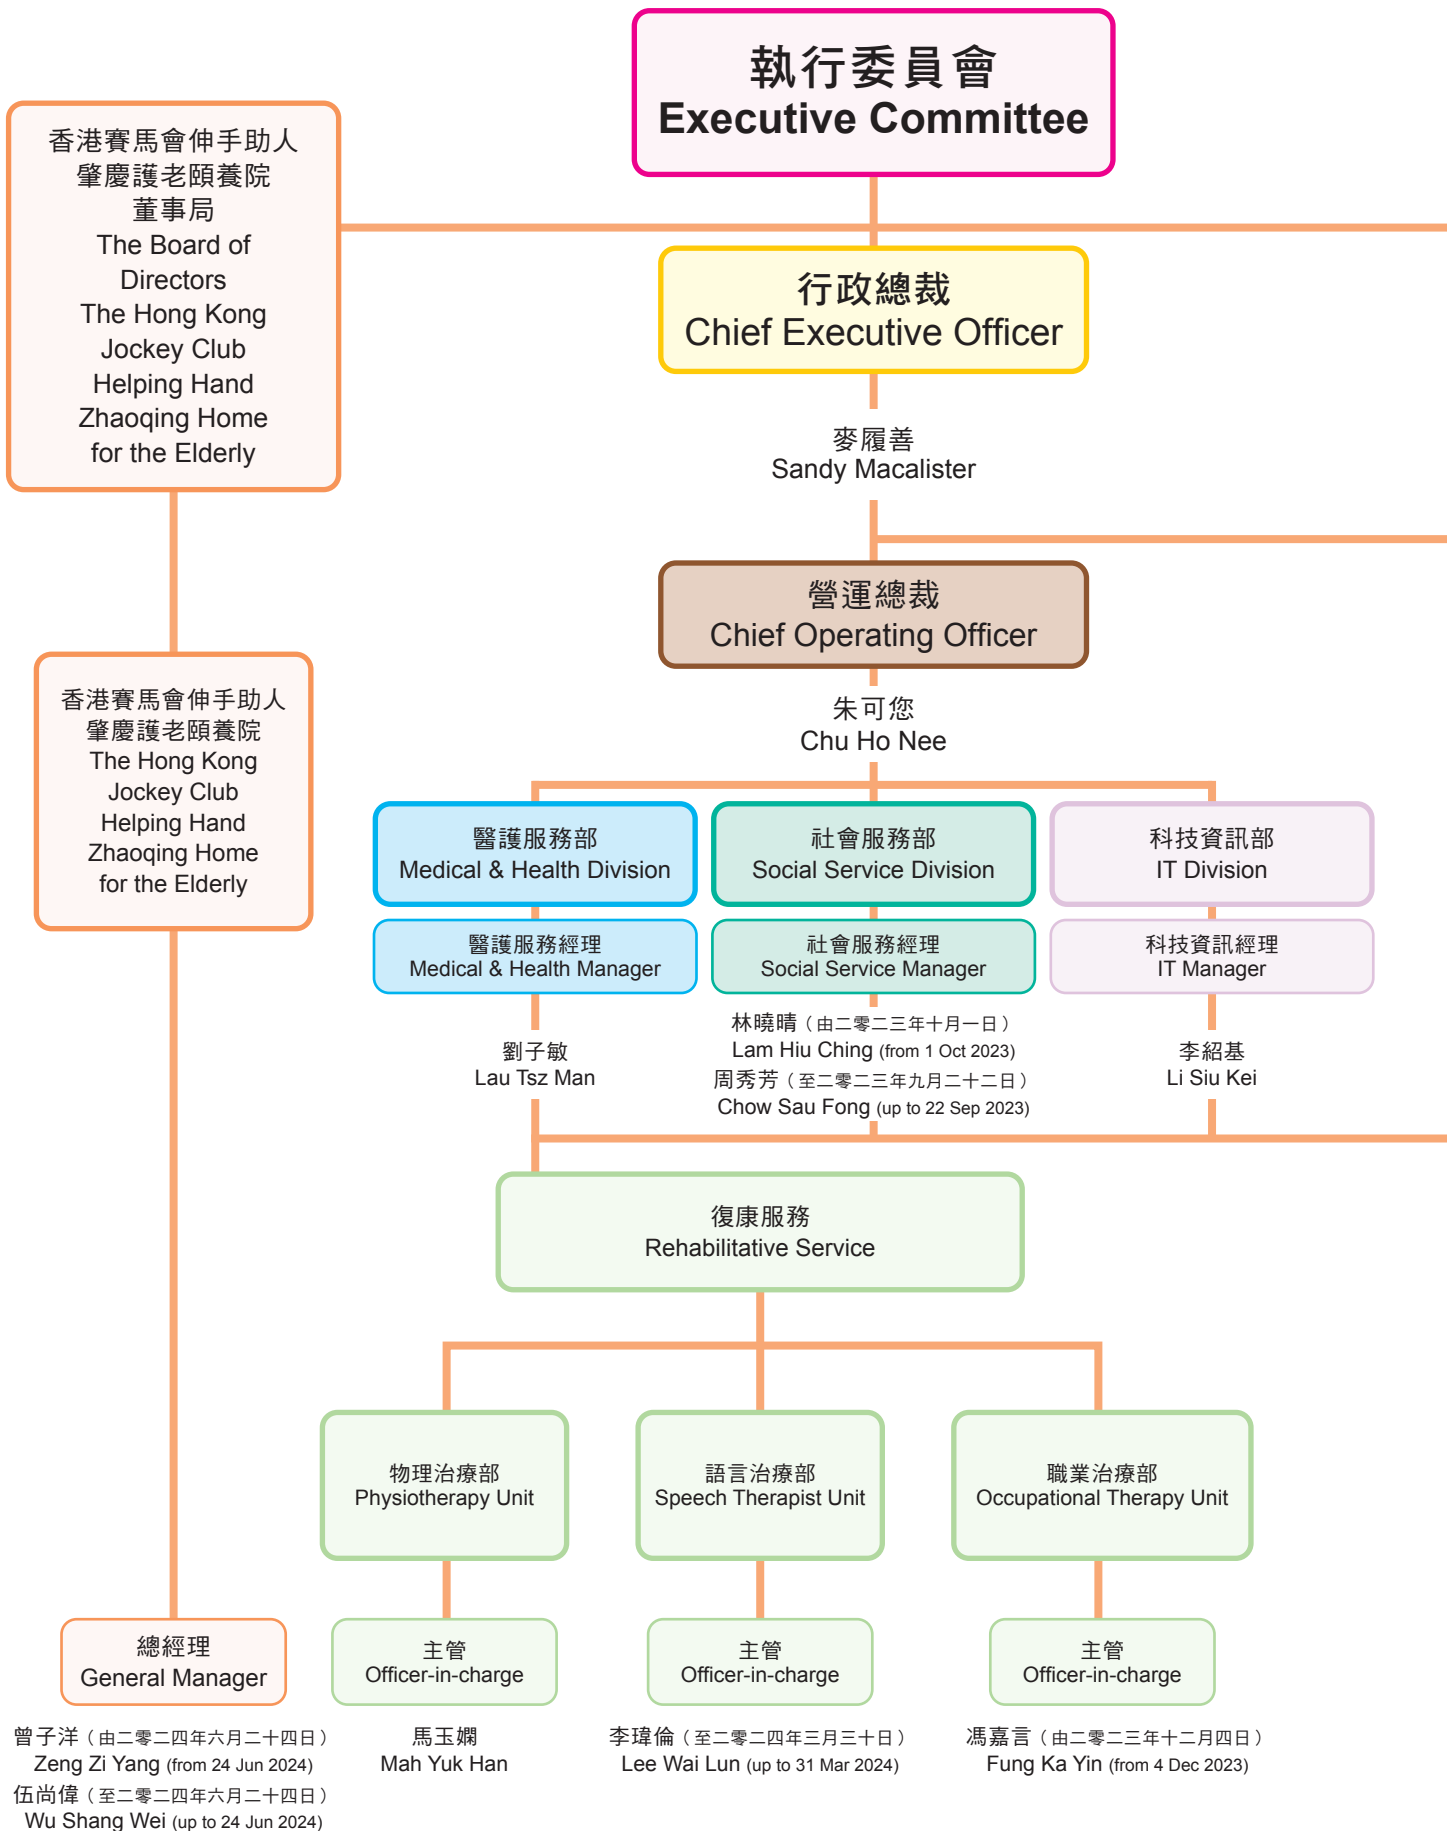 執行委員會
Executive Committee
香港賽馬會伸手助人
肇慶護老頤養院
董事局
The Board of
Directors
The Hong Kong
Jockey Club
Helping Hand
Zhaoqing Home
for the Elderly
行政總裁
Chief Executive Officer
麥履善
Sandy Macalister
營運總裁
Chief Operating Officer
朱可您
Chu Ho Nee
香港賽馬會伸手助人
肇慶護老頤養院
The Hong Kong
Jockey Club
Helping Hand
Zhaoqing Home
for the Elderly
醫護服務部
Medical & Health Division
社會服務部
Social Service Division
科技資訊部
IT Division
醫護服務經理
Medical & Health Manager
社會服務經理
Social Service Manager
科技資訊經理
IT Manager
劉子敏
Lau Tsz Man
林曉晴（由二零二三年十月一日）
Lam Hiu Ching (from 1 Oct 2023)
周秀芳（至二零二三年九月二十二日）
Chow Sau Fong (up to 22 Sep 2023)
李紹基
Li Siu Kei
復康服務
Rehabilitative Service
物理治療部
Physiotherapy Unit
語言治療部
Speech Therapist Unit
職業治療部
Occupational Therapy Unit
總經理
General Manager
主管
Officer-in-charge
主管
Officer-in-charge
主管
Officer-in-charge
曾子洋（由二零二四年六月二十四日）
Zeng Zi Yang (from 24 Jun 2024)
伍尚偉（至二零二四年六月二十四日）
Wu Shang Wei (up to 24 Jun 2024)
馬玉嫻
Mah Yuk Han
李瑋倫（至二零二四年三月三十日）
Lee Wai Lun (up to 31 Mar 2024)
馮嘉言（由二零二三年十二月四日）
Fung Ka Yin (from 4 Dec 2023)